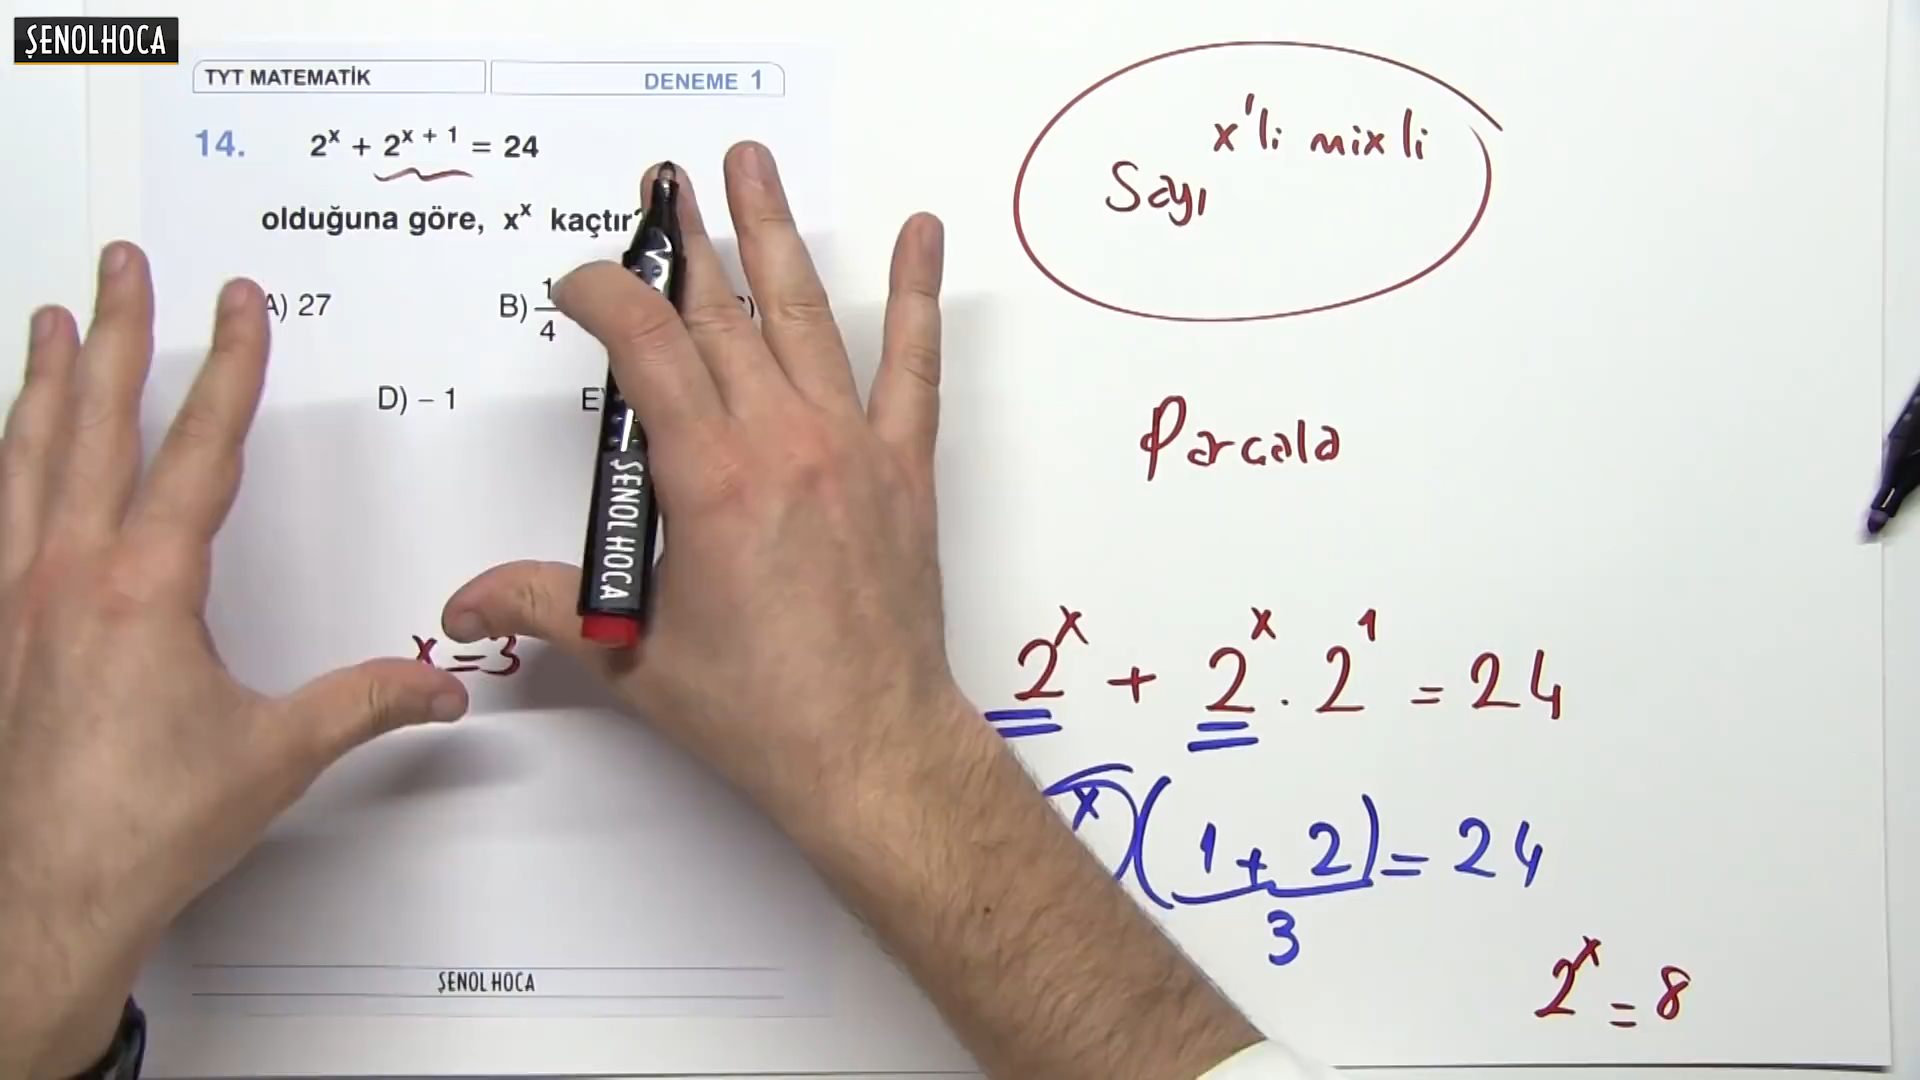 ŞENOLHOCA
TYT MATEMATİK
DENEME 1
14. 2^x + 2^(x + 1) = 24
olduğuna göre, x^x kaçtır?
A) 27
B) 1/4
D) – 1
E)
x = 3
ŞENOL HOCA
ŞENOL HOCA
Sayı^x'li mixli
Parcala
2^x + 2^x . 2^1 = 24
x (1 + 2) = 24
3
2^x = 8